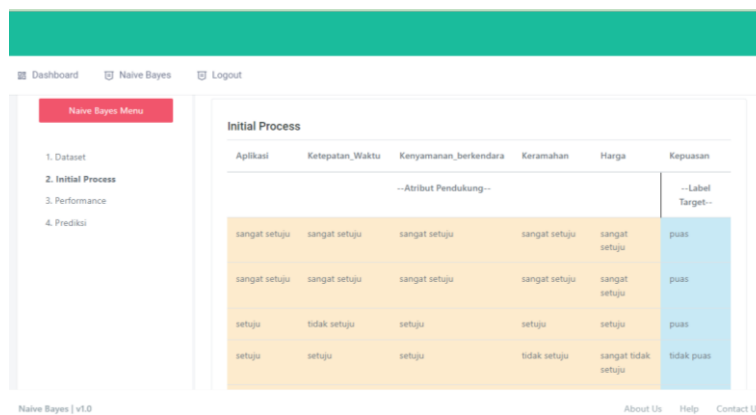 Dashboard Naive Bayes Logout
Naive Bayes Menu
1. Dataset
2. Initial Process
3. Performance
4. Prediksi
Initial Process
Aplikasi Ketepatan_Waktu Kenyamanan_berkendara Keramahan Harga Kepuasan
--Atribut Pendukung-- --Label
Target--
sangat setuju sangat setuju sangat setuju sangat setuju sangat puas
setuju
sangat setuju sangat setuju sangat setuju sangat setuju sangat puas
setuju
setuju tidak setuju setuju setuju setuju puas
setuju setuju setuju tidak setuju sangat tidak tidak puas
setuju
Naive Bayes | v1.0 About Us Help Contact U